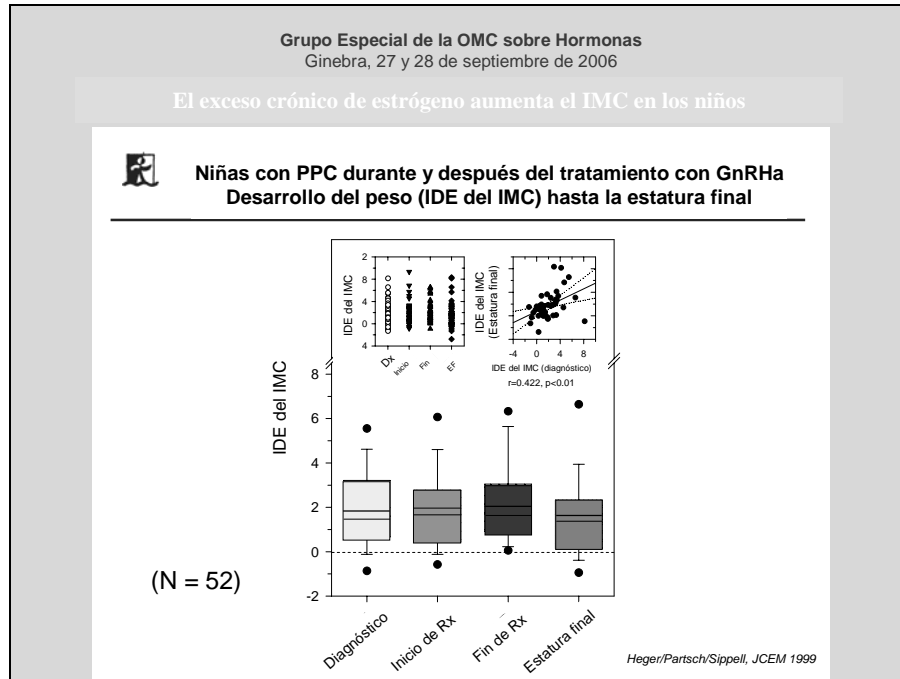 Grupo Especial de la OMC sobre Hormonas
Ginebra, 27 y 28 de septiembre de 2006
El exceso crónico de estrógeno aumenta el IMC en los niños
Niñas con PPC durante y después del tratamiento con GnRHa
Desarrollo del peso (IDE del IMC) hasta la estatura final
IDE del IMC
2
8
4
0
4
Dx
Inicio
Fin
EF
IDE del IMC
(Estatura final)
-4 0 4 8
IDE del IMC (diagnóstico)
r=0.422, p<0.01
IDE del IMC
8
6
4
2
0
-2
(N = 52)
Diagnóstico
Inicio de Rx
Fin de Rx
Estatura final
Heger/Partsch/Sippell, JCEM 1999